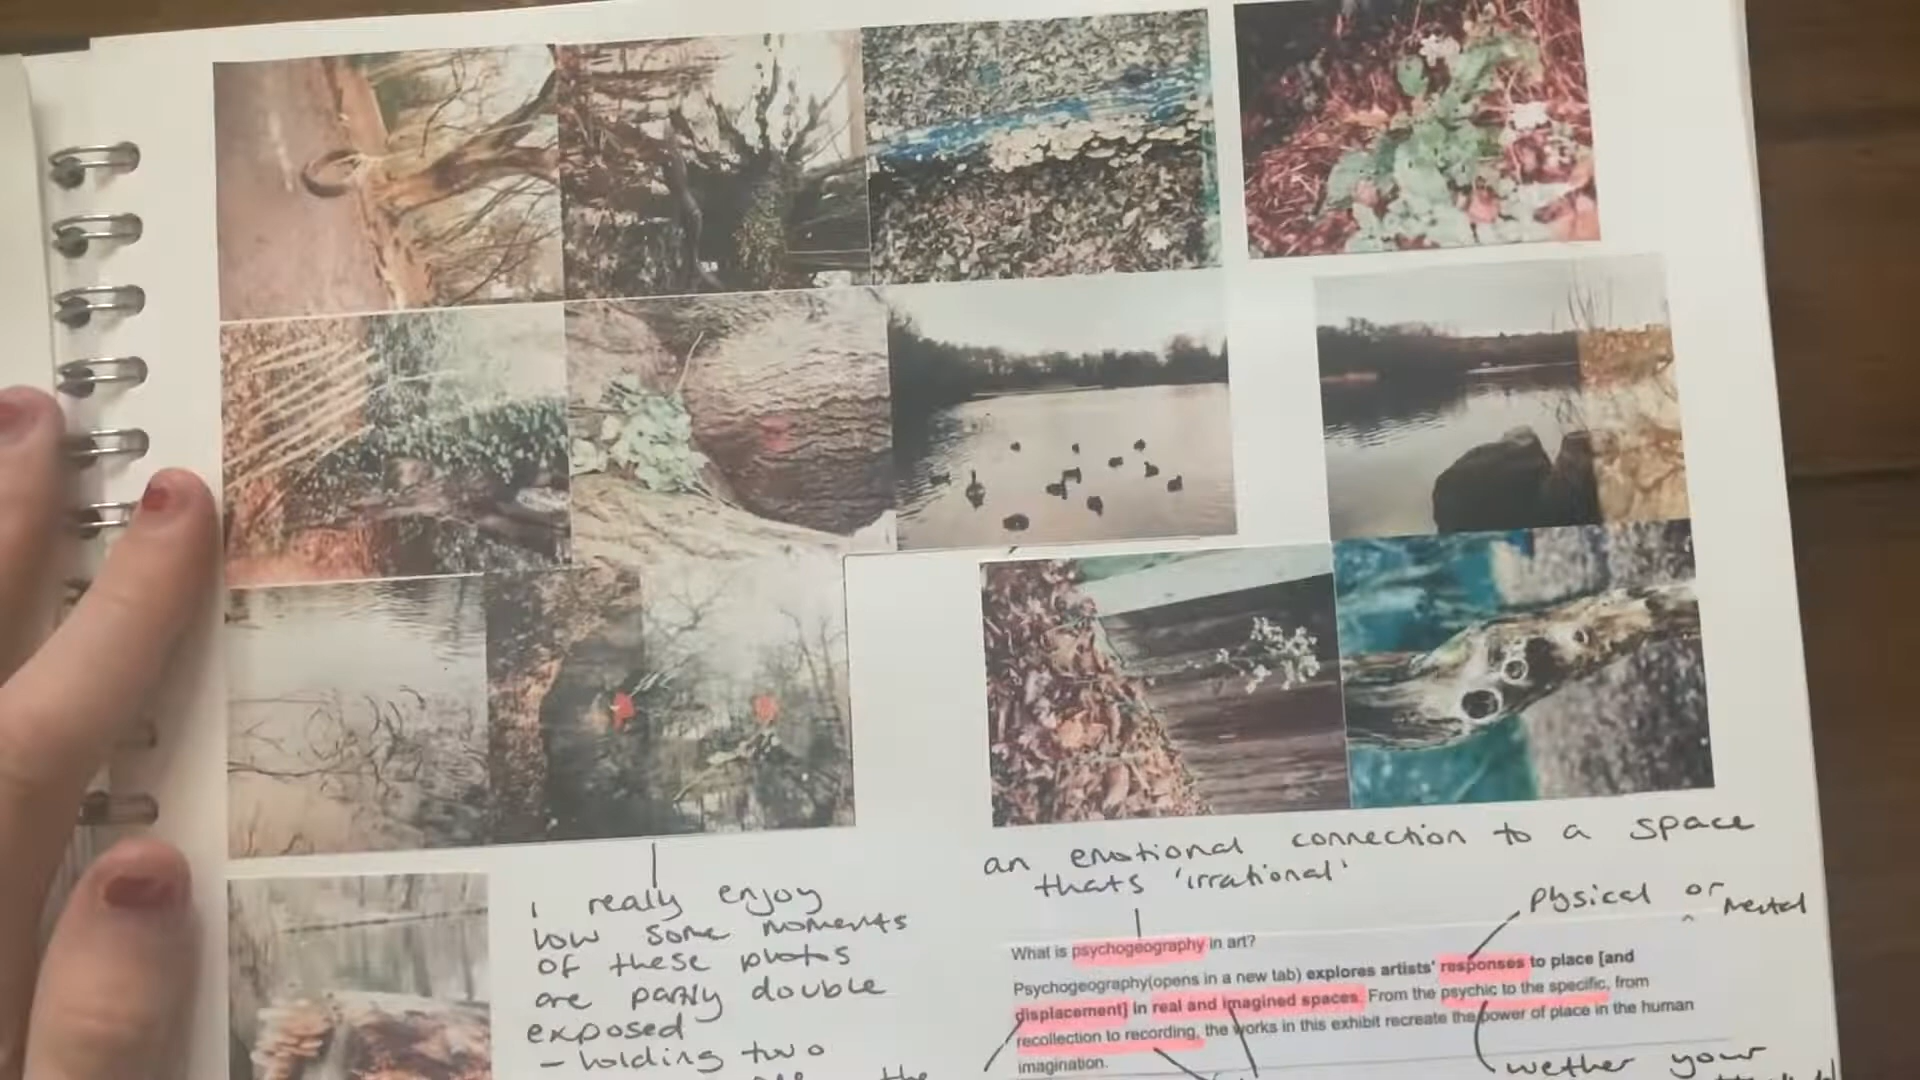 i realy enjoy
how some moments
of these photos
are partly double
exposed
- holding two
the
an emotional connection to a space
thats 'irrational'
physical or mental
What is psychogeography in art?
Psychogeography(opens in a new tab) explores artists' responses to place [and
displacement] in real and imagined spaces. From the psychic to the specific, from
recollection to recording, the works in this exhibit recreate the power of place in the human
imagination.
wether your